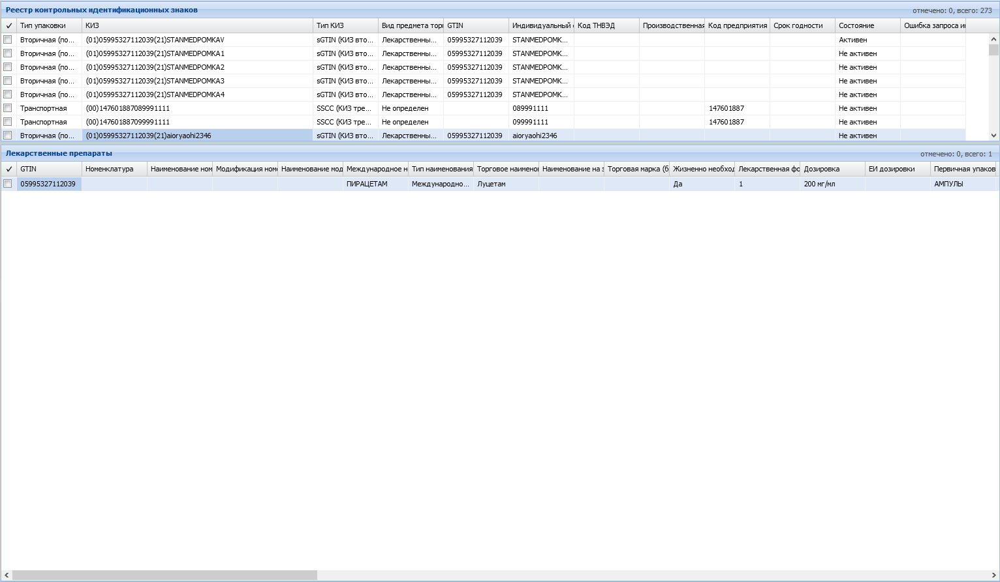 Реестр контрольных идентификационных знаков отмечено: 0, всего: 273
Тип упаковки КИЗ Тип КИЗ Вид предмета торг GTIN Индивидуальный с Код ТНВЭД Производственная Код предприятия Срок годности Состояние Ошибка запроса ин
Вторичная (по... (01)05995327112039(21)STANMEDPOMKAV sGTIN (КИЗ вто... Лекарственны... 05995327112039 STANMEDPOMK... Активен
Вторичная (по... (01)05995327112039(21)STANMEDPOMKA1 sGTIN (КИЗ вто... Лекарственны... 05995327112039 STANMEDPOMK... Не активен
Вторичная (по... (01)05995327112039(21)STANMEDPOMKA2 sGTIN (КИЗ вто... Лекарственны... 05995327112039 STANMEDPOMK... Не активен
Вторичная (по... (01)05995327112039(21)STANMEDPOMKA3 sGTIN (КИЗ вто... Лекарственны... 05995327112039 STANMEDPOMK... Не активен
Вторичная (по... (01)05995327112039(21)STANMEDPOMKA4 sGTIN (КИЗ вто... Лекарственны... 05995327112039 STANMEDPOMK... Не активен
Транспортная (00)147601887089991111 SSCC (КИЗ тре... Не определен 089991111 147601887 Не активен
Транспортная (00)147601887099991111 SSCC (КИЗ тре... Не определен 099991111 147601887 Не активен
Вторичная (по... (01)05995327112039(21)aioryaohi2346 sGTIN (КИЗ вто... Лекарственны... 05995327112039 aioryaohi2346 Не активен
Лекарственные препараты отмечено: 0, всего: 1
GTIN Номенклатура Наименование ном Модификация номе Наименование мод Международное н Тип наименования Торговое наименов Наименование на э Торговая марка (б Жизненно необход Лекарственная фо Дозировка ЕИ дозировки Первичная упаков
05995327112039 ПИРАЦЕТАМ Международно... Луцетам Да 1 200 мг/мл АМПУЛЫ